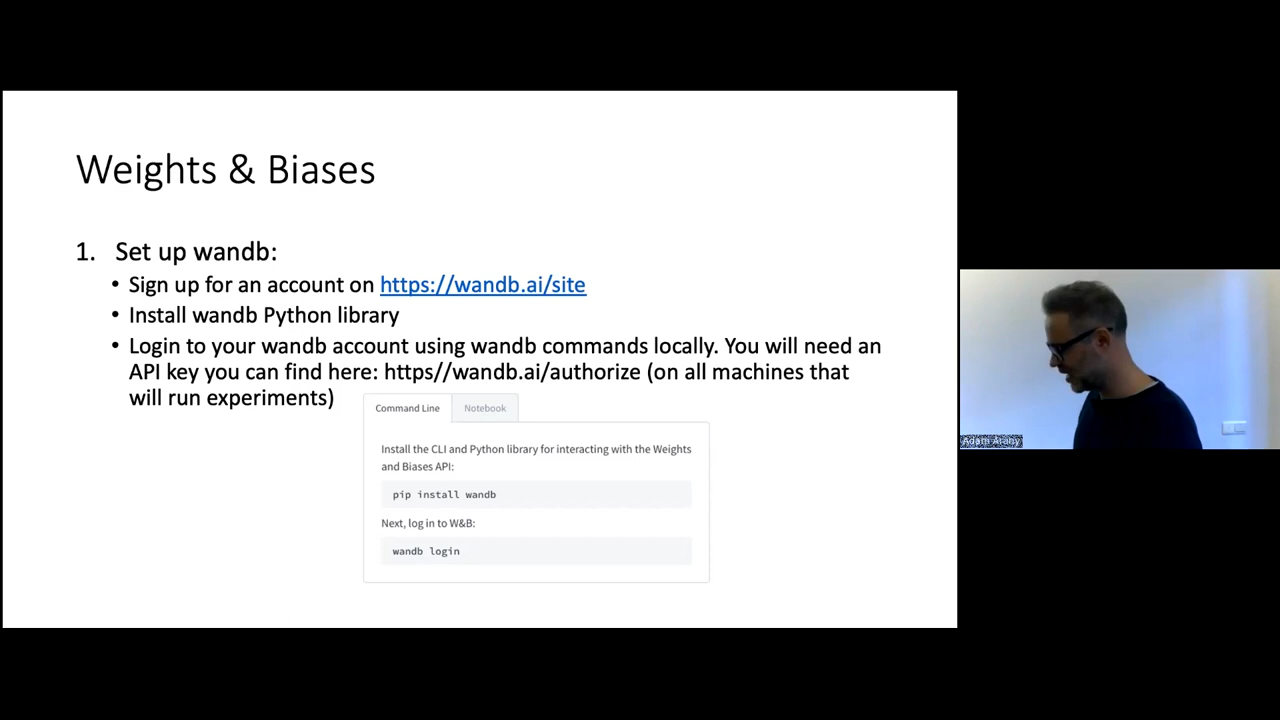 Weights & Biases
1. Set up wandb:
• Sign up for an account on https://wandb.ai/site
• Install wandb Python library
• Login to your wandb account using wandb commands locally. You will need an
API key you can find here: https//wandb.ai/authorize (on all machines that
will run experiments)
Command Line
Notebook
Install the CLI and Python library for interacting with the Weights
and Biases API:
pip install wandb
Next, log in to W&B:
wandb login
Adam Arany